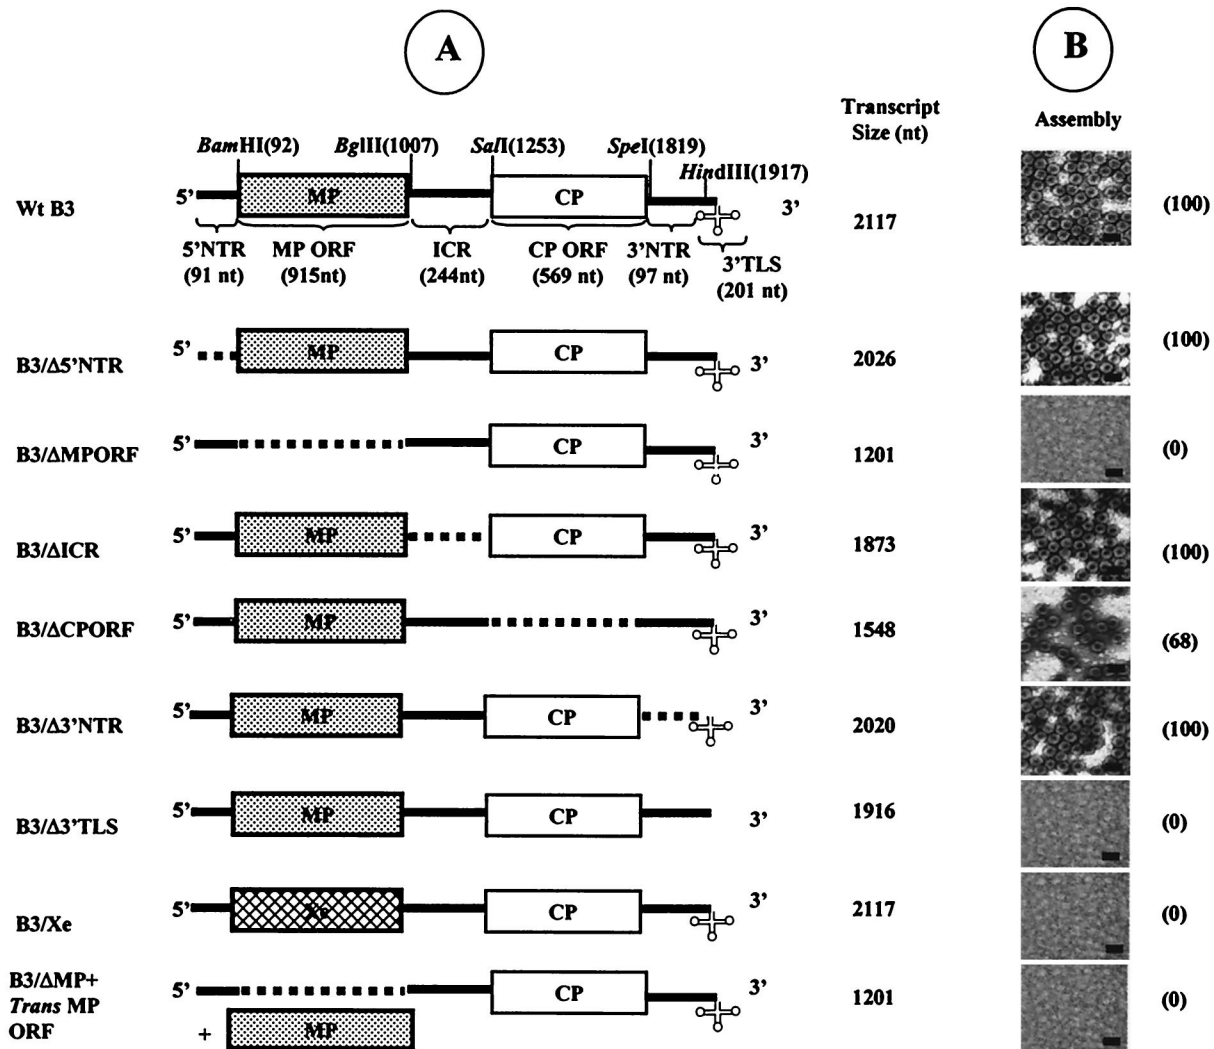 A
B
Transcript
Size (nt)
Assembly
BamHI(92) BglII(1007) SalI(1253) SpeI(1819)
HindIII(1917)
Wt B3 5’ MP CP 3’ 2117 (100)
5’NTR MP ORF ICR CP ORF 3’NTR 3’TLS
(91 nt) (915nt) (244nt) (569 nt) (97 nt) (201 nt)
B3/Δ5’NTR 5’ MP CP 3’ 2026 (100)
B3/ΔMPORF 5’ CP 3’ 1201 (0)
B3/ΔICR 5’ MP CP 3’ 1873 (100)
B3/ΔCPORF 5’ MP 3’ 1548 (68)
B3/Δ3’NTR 5’ MP CP 3’ 2020 (100)
B3/Δ3’TLS 5’ MP CP 3’ 1916 (0)
B3/Xe 5’ Xe CP 3’ 2117 (0)
B3/ΔMP+ 5’ CP 3’ 1201 (0)
Trans MP
ORF + MP